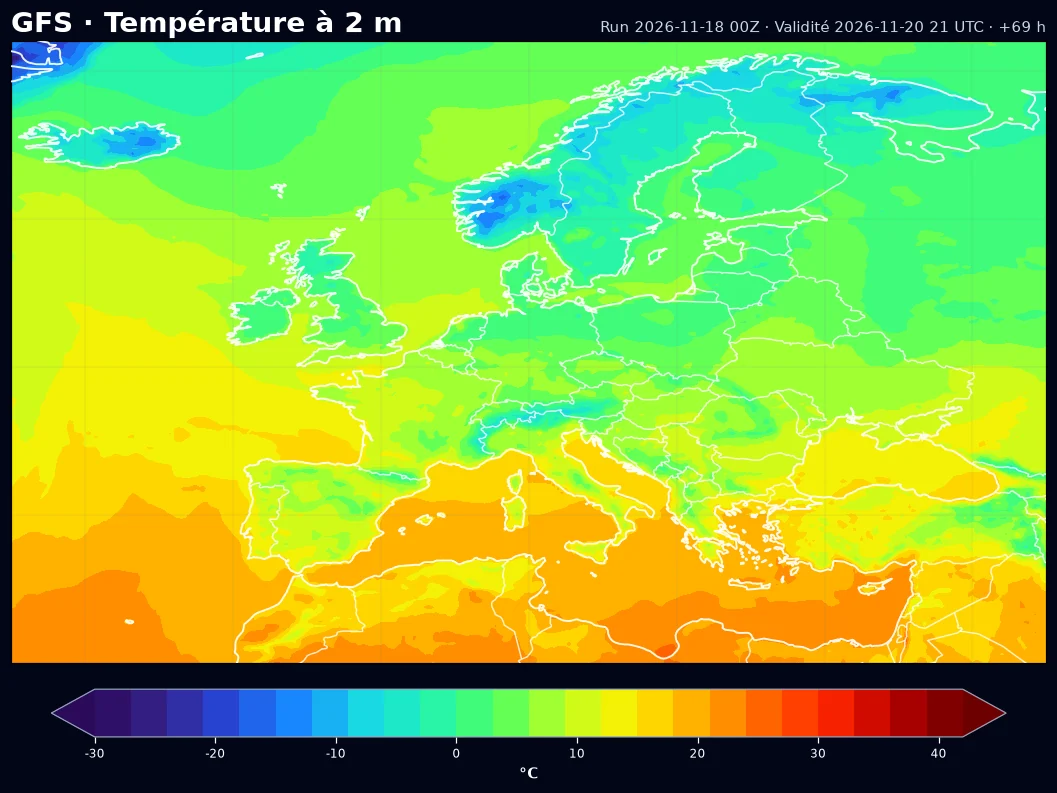 GFS · Température à 2 m
Run 2026-11-18 00Z · Validité 2026-11-20 21 UTC · +69 h
-30 -20 -10 0 10 20 30 40
°C